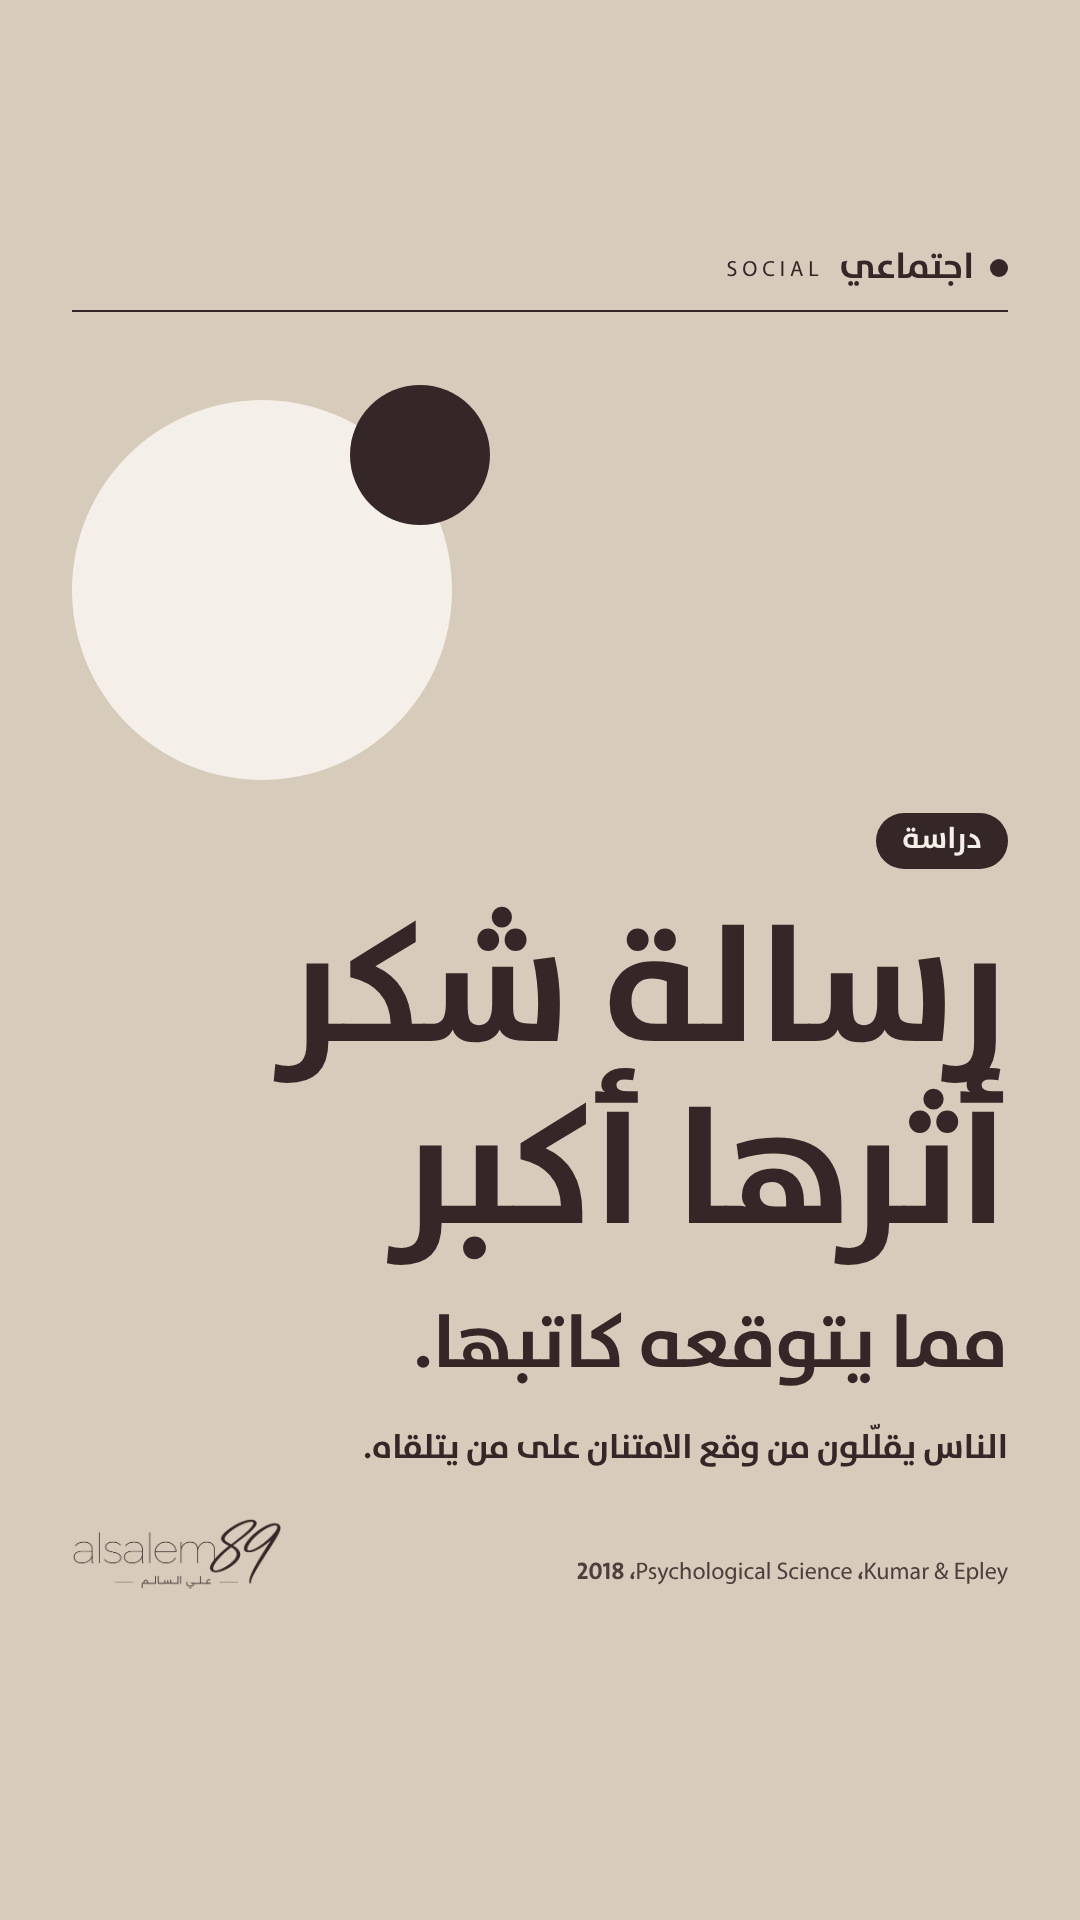 اجتماعي SOCIAL
دراسة
رسالة شكر
أثرها أكبر
مما يتوقعه كاتبها.
الناس يقلّلون من وقع الامتنان على من يتلقاه.
Kumar & Epley، Psychological Science، 2018
alsalem89
علي السالم